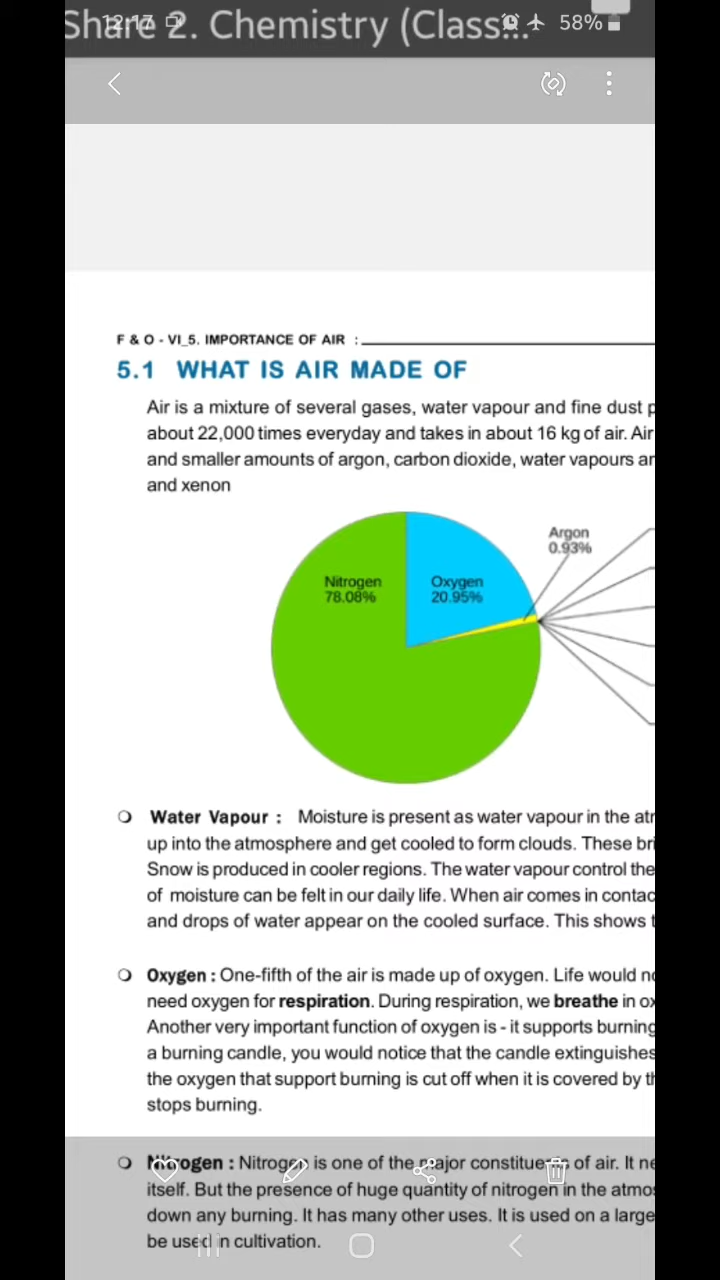 Share 2. Chemistry (Class...
12:17
58%
F & O - VI_5. IMPORTANCE OF AIR :
5.1 WHAT IS AIR MADE OF
Air is a mixture of several gases, water vapour and fine dust p
about 22,000 times everyday and takes in about 16 kg of air. Air
and smaller amounts of argon, carbon dioxide, water vapours ar
and xenon
Argon
0.93%
Nitrogen
78.08%
Oxygen
20.95%
Water Vapour : Moisture is present as water vapour in the atr
up into the atmosphere and get cooled to form clouds. These bri
Snow is produced in cooler regions. The water vapour control the
of moisture can be felt in our daily life. When air comes in contac
and drops of water appear on the cooled surface. This shows t
Oxygen : One-fifth of the air is made up of oxygen. Life would no
need oxygen for respiration. During respiration, we breathe in ox
Another very important function of oxygen is - it supports burning
a burning candle, you would notice that the candle extinguishes
the oxygen that support burning is cut off when it is covered by th
stops burning.
Nitrogen : Nitrogen is one of the major constituents of air. It ne
itself. But the presence of huge quantity of nitrogen in the atmos
down any burning. It has many other uses. It is used on a large
be used in cultivation.